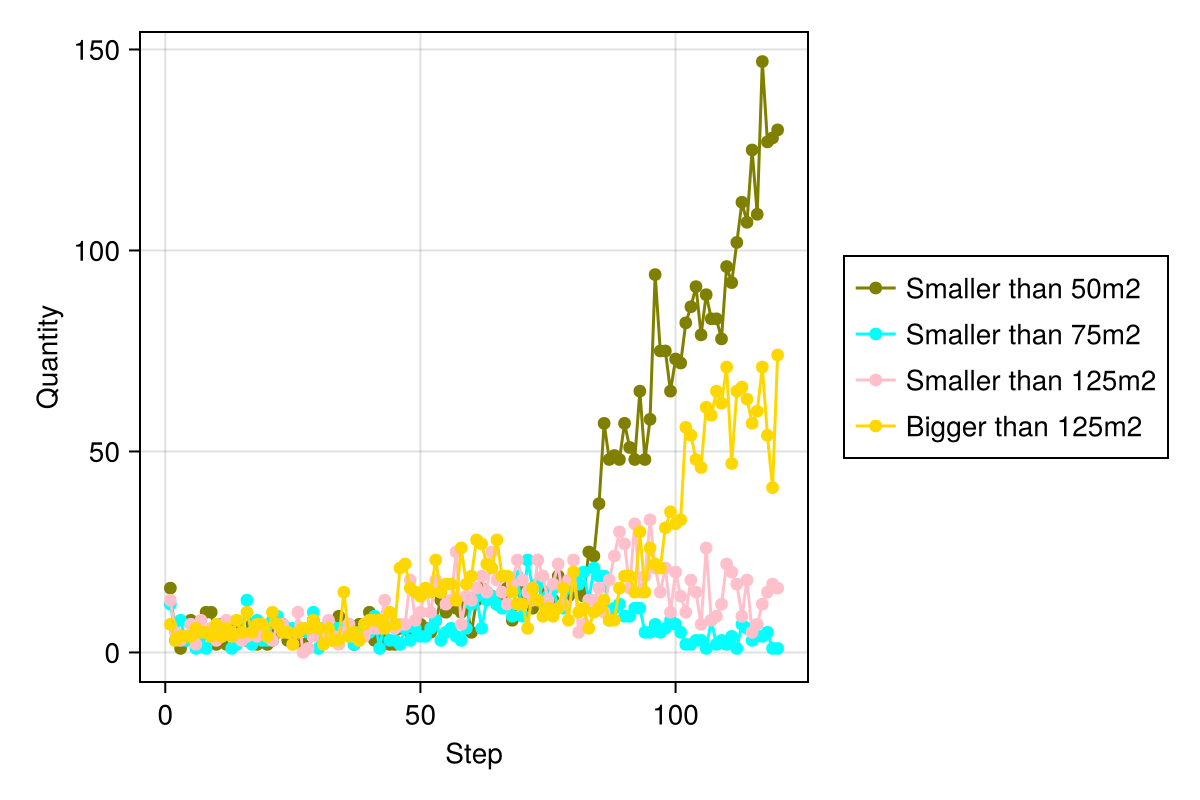 150
100
50
0
Quantity
0
50
100
Step
Smaller than 50m2
Smaller than 75m2
Smaller than 125m2
Bigger than 125m2